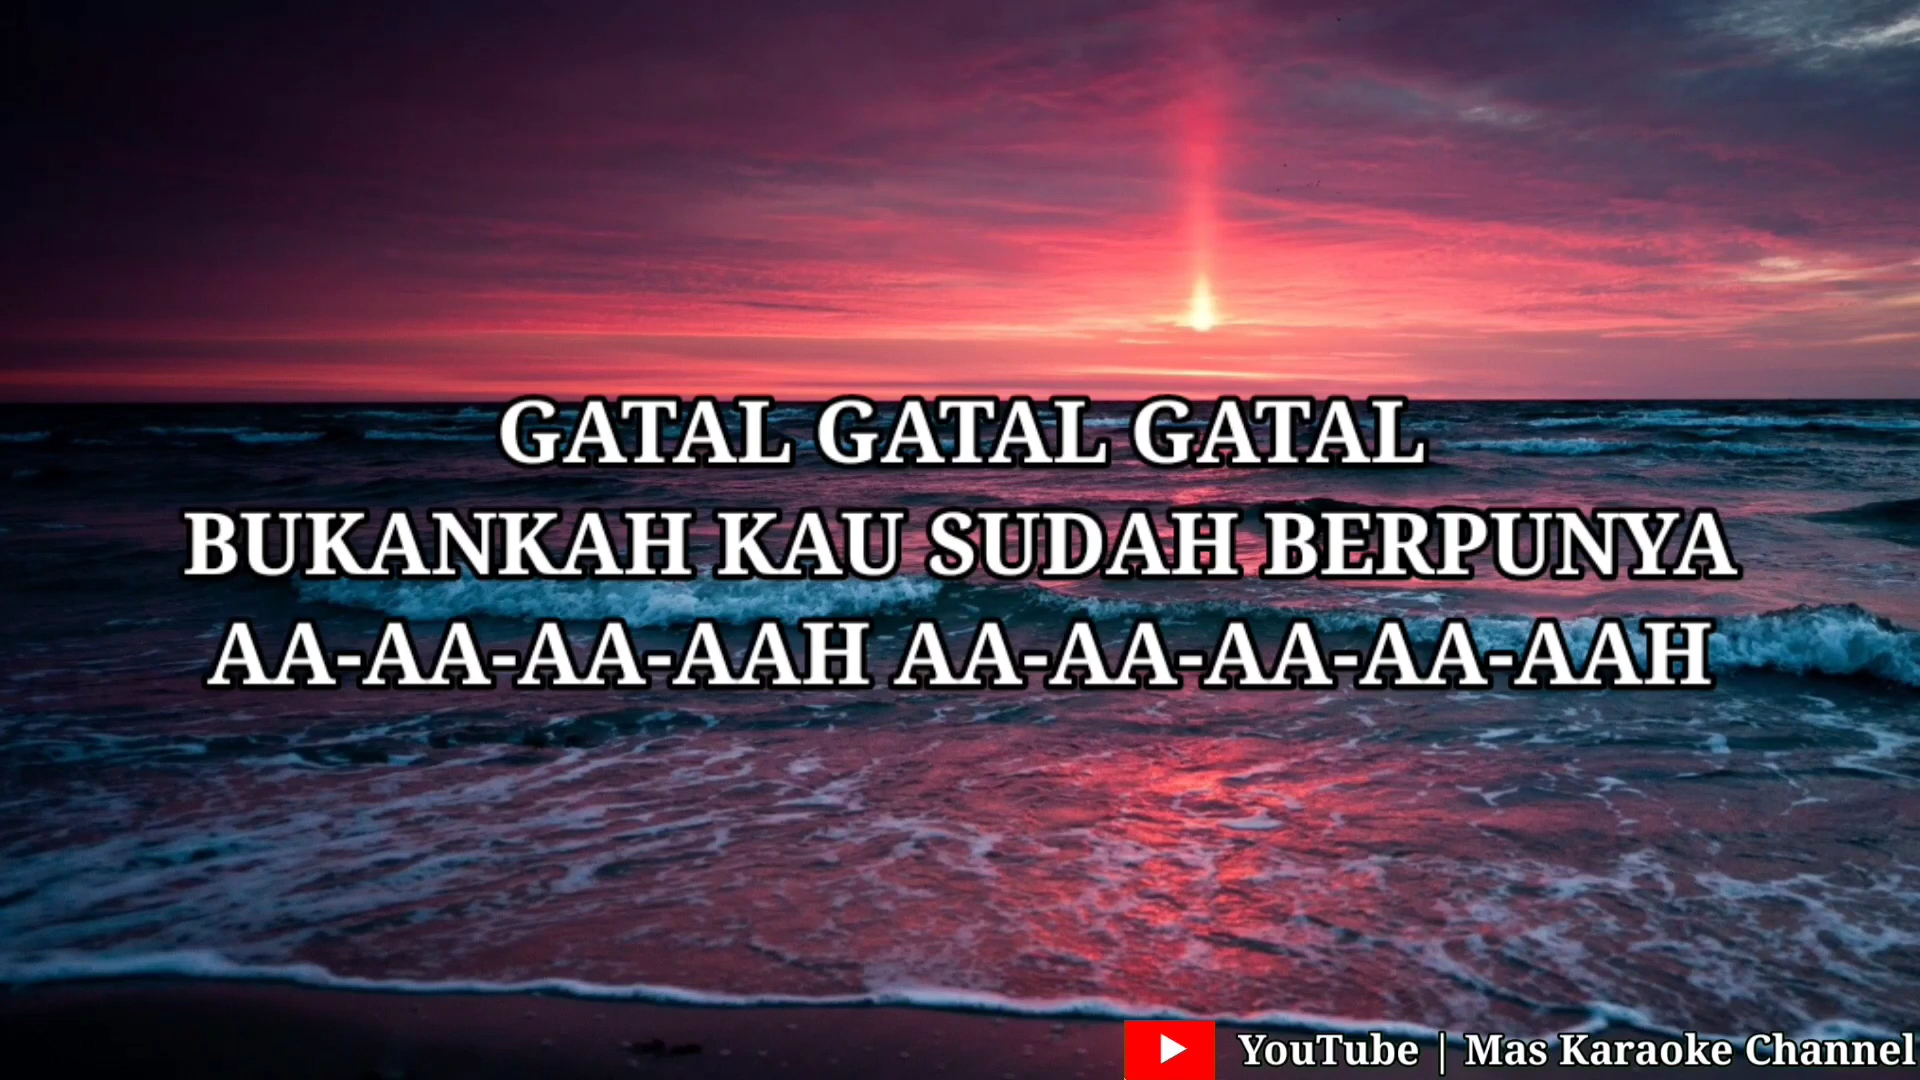 GATAL GATAL GATAL
BUKANKAH KAU SUDAH BERPUNYA
AA-AA-AA-AAH AA-AA-AA-AA-AAH
YouTube | Mas Karaoke Channel